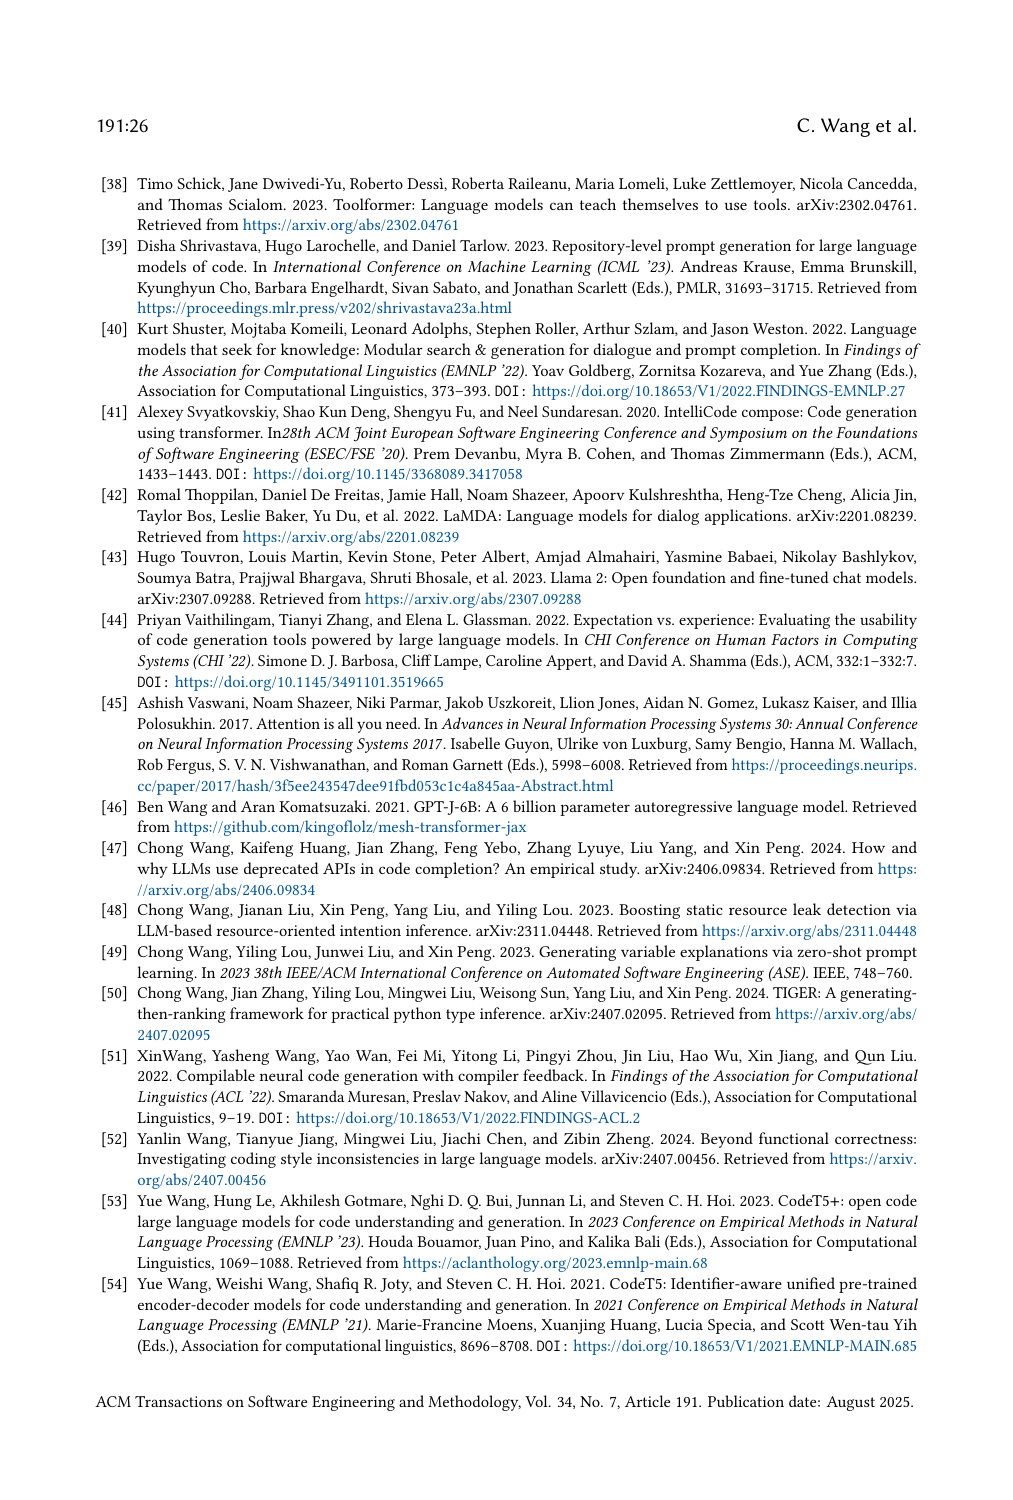 191:26
C. Wang et al.
[38] Timo Schick, Jane Dwivedi-Yu, Roberto Dessì, Roberta Raileanu, Maria Lomeli, Luke Zettlemoyer, Nicola Cancedda,
and Thomas Scialom. 2023. Toolformer: Language models can teach themselves to use tools. arXiv:2302.04761.
Retrieved from https://arxiv.org/abs/2302.04761
[39] Disha Shrivastava, Hugo Larochelle, and Daniel Tarlow. 2023. Repository-level prompt generation for large language
models of code. In International Conference on Machine Learning (ICML ’23). Andreas Krause, Emma Brunskill,
Kyunghyun Cho, Barbara Engelhardt, Sivan Sabato, and Jonathan Scarlett (Eds.), PMLR, 31693–31715. Retrieved from
https://proceedings.mlr.press/v202/shrivastava23a.html
[40] Kurt Shuster, Mojtaba Komeili, Leonard Adolphs, Stephen Roller, Arthur Szlam, and Jason Weston. 2022. Language
models that seek for knowledge: Modular search & generation for dialogue and prompt completion. In Findings of
the Association for Computational Linguistics (EMNLP ’22). Yoav Goldberg, Zornitsa Kozareva, and Yue Zhang (Eds.),
Association for Computational Linguistics, 373–393. DOI: https://doi.org/10.18653/V1/2022.FINDINGS-EMNLP.27
[41] Alexey Svyatkovskiy, Shao Kun Deng, Shengyu Fu, and Neel Sundaresan. 2020. IntelliCode compose: Code generation
using transformer. In28th ACM Joint European Software Engineering Conference and Symposium on the Foundations
of Software Engineering (ESEC/FSE ’20). Prem Devanbu, Myra B. Cohen, and Thomas Zimmermann (Eds.), ACM,
1433–1443. DOI: https://doi.org/10.1145/3368089.3417058
[42] Romal Thoppilan, Daniel De Freitas, Jamie Hall, Noam Shazeer, Apoorv Kulshreshtha, Heng-Tze Cheng, Alicia Jin,
Taylor Bos, Leslie Baker, Yu Du, et al. 2022. LaMDA: Language models for dialog applications. arXiv:2201.08239.
Retrieved from https://arxiv.org/abs/2201.08239
[43] Hugo Touvron, Louis Martin, Kevin Stone, Peter Albert, Amjad Almahairi, Yasmine Babaei, Nikolay Bashlykov,
Soumya Batra, Prajjwal Bhargava, Shruti Bhosale, et al. 2023. Llama 2: Open foundation and fine-tuned chat models.
arXiv:2307.09288. Retrieved from https://arxiv.org/abs/2307.09288
[44] Priyan Vaithilingam, Tianyi Zhang, and Elena L. Glassman. 2022. Expectation vs. experience: Evaluating the usability
of code generation tools powered by large language models. In CHI Conference on Human Factors in Computing
Systems (CHI ’22). Simone D. J. Barbosa, Cliff Lampe, Caroline Appert, and David A. Shamma (Eds.), ACM, 332:1–332:7.
DOI: https://doi.org/10.1145/3491101.3519665
[45] Ashish Vaswani, Noam Shazeer, Niki Parmar, Jakob Uszkoreit, Llion Jones, Aidan N. Gomez, Lukasz Kaiser, and Illia
Polosukhin. 2017. Attention is all you need. In Advances in Neural Information Processing Systems 30: Annual Conference
on Neural Information Processing Systems 2017. Isabelle Guyon, Ulrike von Luxburg, Samy Bengio, Hanna M. Wallach,
Rob Fergus, S. V. N. Vishwanathan, and Roman Garnett (Eds.), 5998–6008. Retrieved from https://proceedings.neurips.
cc/paper/2017/hash/3f5ee243547dee91fbd053c1c4a845aa-Abstract.html
[46] Ben Wang and Aran Komatsuzaki. 2021. GPT-J-6B: A 6 billion parameter autoregressive language model. Retrieved
from https://github.com/kingoflolz/mesh-transformer-jax
[47] Chong Wang, Kaifeng Huang, Jian Zhang, Feng Yebo, Zhang Lyuye, Liu Yang, and Xin Peng. 2024. How and
why LLMs use deprecated APIs in code completion? An empirical study. arXiv:2406.09834. Retrieved from https:
//arxiv.org/abs/2406.09834
[48] Chong Wang, Jianan Liu, Xin Peng, Yang Liu, and Yiling Lou. 2023. Boosting static resource leak detection via
LLM-based resource-oriented intention inference. arXiv:2311.04448. Retrieved from https://arxiv.org/abs/2311.04448
[49] Chong Wang, Yiling Lou, Junwei Liu, and Xin Peng. 2023. Generating variable explanations via zero-shot prompt
learning. In 2023 38th IEEE/ACM International Conference on Automated Software Engineering (ASE). IEEE, 748–760.
[50] Chong Wang, Jian Zhang, Yiling Lou, Mingwei Liu, Weisong Sun, Yang Liu, and Xin Peng. 2024. TIGER: A generating-
then-ranking framework for practical python type inference. arXiv:2407.02095. Retrieved from https://arxiv.org/abs/
2407.02095
[51] XinWang, Yasheng Wang, Yao Wan, Fei Mi, Yitong Li, Pingyi Zhou, Jin Liu, Hao Wu, Xin Jiang, and Qun Liu.
2022. Compilable neural code generation with compiler feedback. In Findings of the Association for Computational
Linguistics (ACL ’22). Smaranda Muresan, Preslav Nakov, and Aline Villavicencio (Eds.), Association for Computational
Linguistics, 9–19. DOI: https://doi.org/10.18653/V1/2022.FINDINGS-ACL.2
[52] Yanlin Wang, Tianyue Jiang, Mingwei Liu, Jiachi Chen, and Zibin Zheng. 2024. Beyond functional correctness:
Investigating coding style inconsistencies in large language models. arXiv:2407.00456. Retrieved from https://arxiv.
org/abs/2407.00456
[53] Yue Wang, Hung Le, Akhilesh Gotmare, Nghi D. Q. Bui, Junnan Li, and Steven C. H. Hoi. 2023. CodeT5+: open code
large language models for code understanding and generation. In 2023 Conference on Empirical Methods in Natural
Language Processing (EMNLP ’23). Houda Bouamor, Juan Pino, and Kalika Bali (Eds.), Association for Computational
Linguistics, 1069–1088. Retrieved from https://aclanthology.org/2023.emnlp-main.68
[54] Yue Wang, Weishi Wang, Shafiq R. Joty, and Steven C. H. Hoi. 2021. CodeT5: Identifier-aware unified pre-trained
encoder-decoder models for code understanding and generation. In 2021 Conference on Empirical Methods in Natural
Language Processing (EMNLP ’21). Marie-Francine Moens, Xuanjing Huang, Lucia Specia, and Scott Wen-tau Yih
(Eds.), Association for computational linguistics, 8696–8708. DOI: https://doi.org/10.18653/V1/2021.EMNLP-MAIN.685
ACM Transactions on Software Engineering and Methodology, Vol. 34, No. 7, Article 191. Publication date: August 2025.